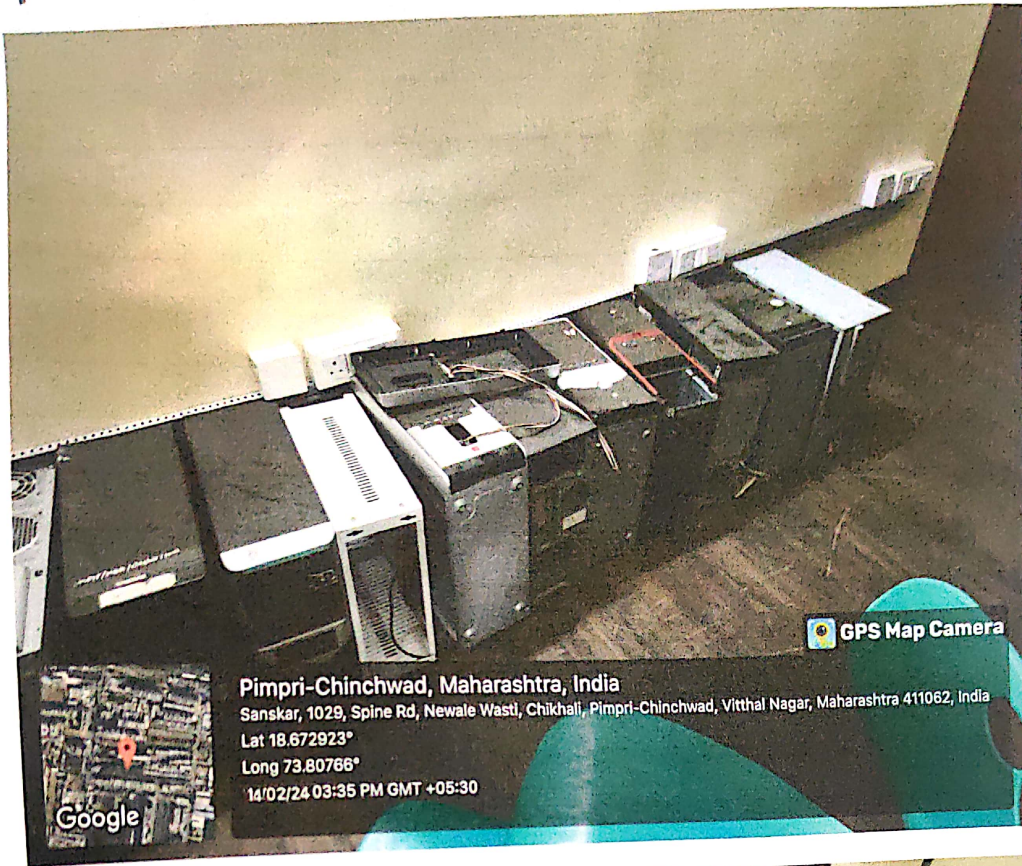 GPS Map Camera
Pimpri-Chinchwad, Maharashtra, India
Sanskar, 1029, Spine Rd, Newale Wasti, Chikhali, Pimpri-Chinchwad, Vitthal Nagar, Maharashtra 411062, India
Lat 18.672923°
Long 73.80766°
14/02/24 03:35 PM GMT +05:30
Google